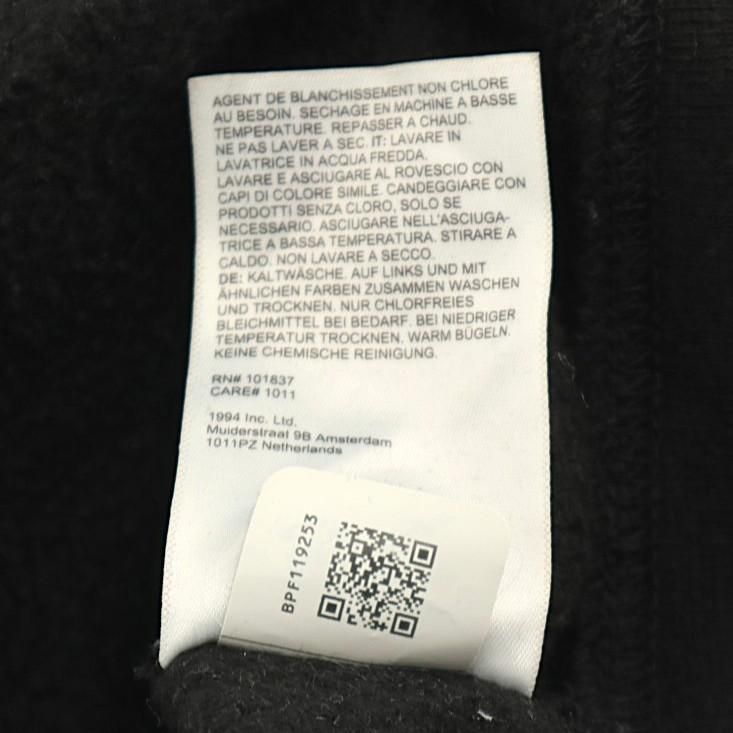 AGENT DE BLANCHISSEMENT NON CHLORE
AU BESOIN. SECHAGE EN MACHINE A BASSE
TEMPERATURE. REPASSER A CHAUD.
NE PAS LAVER A SEC. IT: LAVARE IN
LAVATRICE IN ACQUA FREDDA.
LAVARE E ASCIUGARE AL ROVESCIO CON
CAPI DI COLORE SIMILE. CANDEGGIARE CON
PRODOTTI SENZA CLORO, SOLO SE
NECESSARIO. ASCIUGARE NELL'ASCIUGA-
TRICE A BASSA TEMPERATURA. STIRARE A
CALDO. NON LAVARE A SECCO.
DE: KALTWÄSCHE. AUF LINKS UND MIT
ÄHNLICHEN FARBEN ZUSAMMEN WASCHEN
UND TROCKNEN. NUR CHLORFREIES
BLEICHMITTEL BEI BEDARF. BEI NIEDRIGER
TEMPERATUR TROCKNEN. WARM BÜGELN.
KEINE CHEMISCHE REINIGUNG.
RN# 101837
CARE# 1011
1994 Inc. Ltd.
Muiderstraat 9B Amsterdam
1011PZ Netherlands
BPF119253